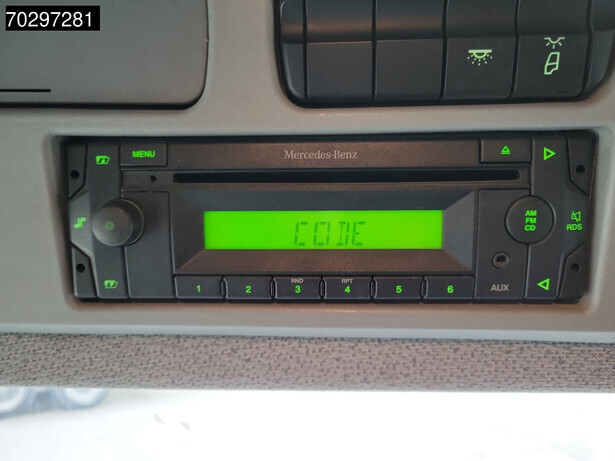 70297281
MENU
Mercedes-Benz
CODE
AM
FM
CD
RDS
RND
RPT
1
2
3
4
5
6
AUX